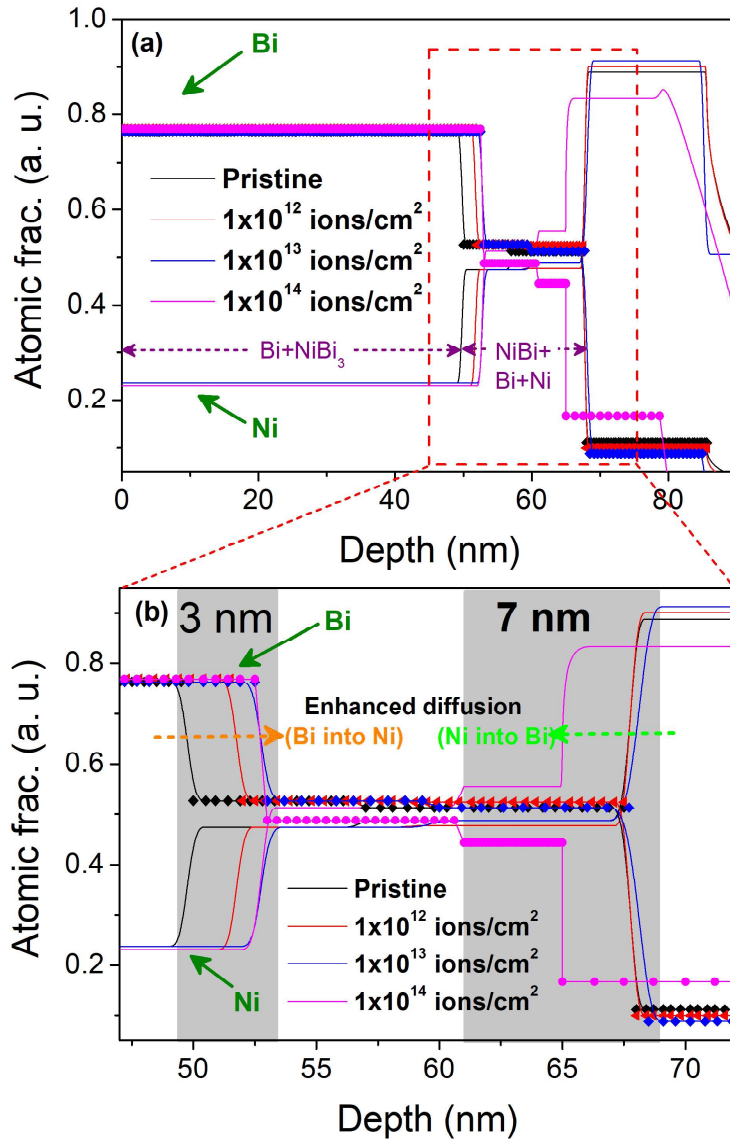 (a)
Bi
Pristine
1x10¹² ions/cm²
1x10¹³ ions/cm²
1x10¹⁴ ions/cm²
Bi+NiBi₃
NiBi+
Bi+Ni
Ni
1.0
0.8
0.6
0.4
0.2
Atomic frac. (a. u.)
0 20 40 60 80
Depth (nm)
(b)
3 nm
7 nm
Bi
Enhanced diffusion
(Bi into Ni) (Ni into Bi)
Pristine
1x10¹² ions/cm²
1x10¹³ ions/cm²
1x10¹⁴ ions/cm²
Ni
0.8
0.6
0.4
0.2
Atomic frac. (a. u.)
50 55 60 65 70
Depth (nm)